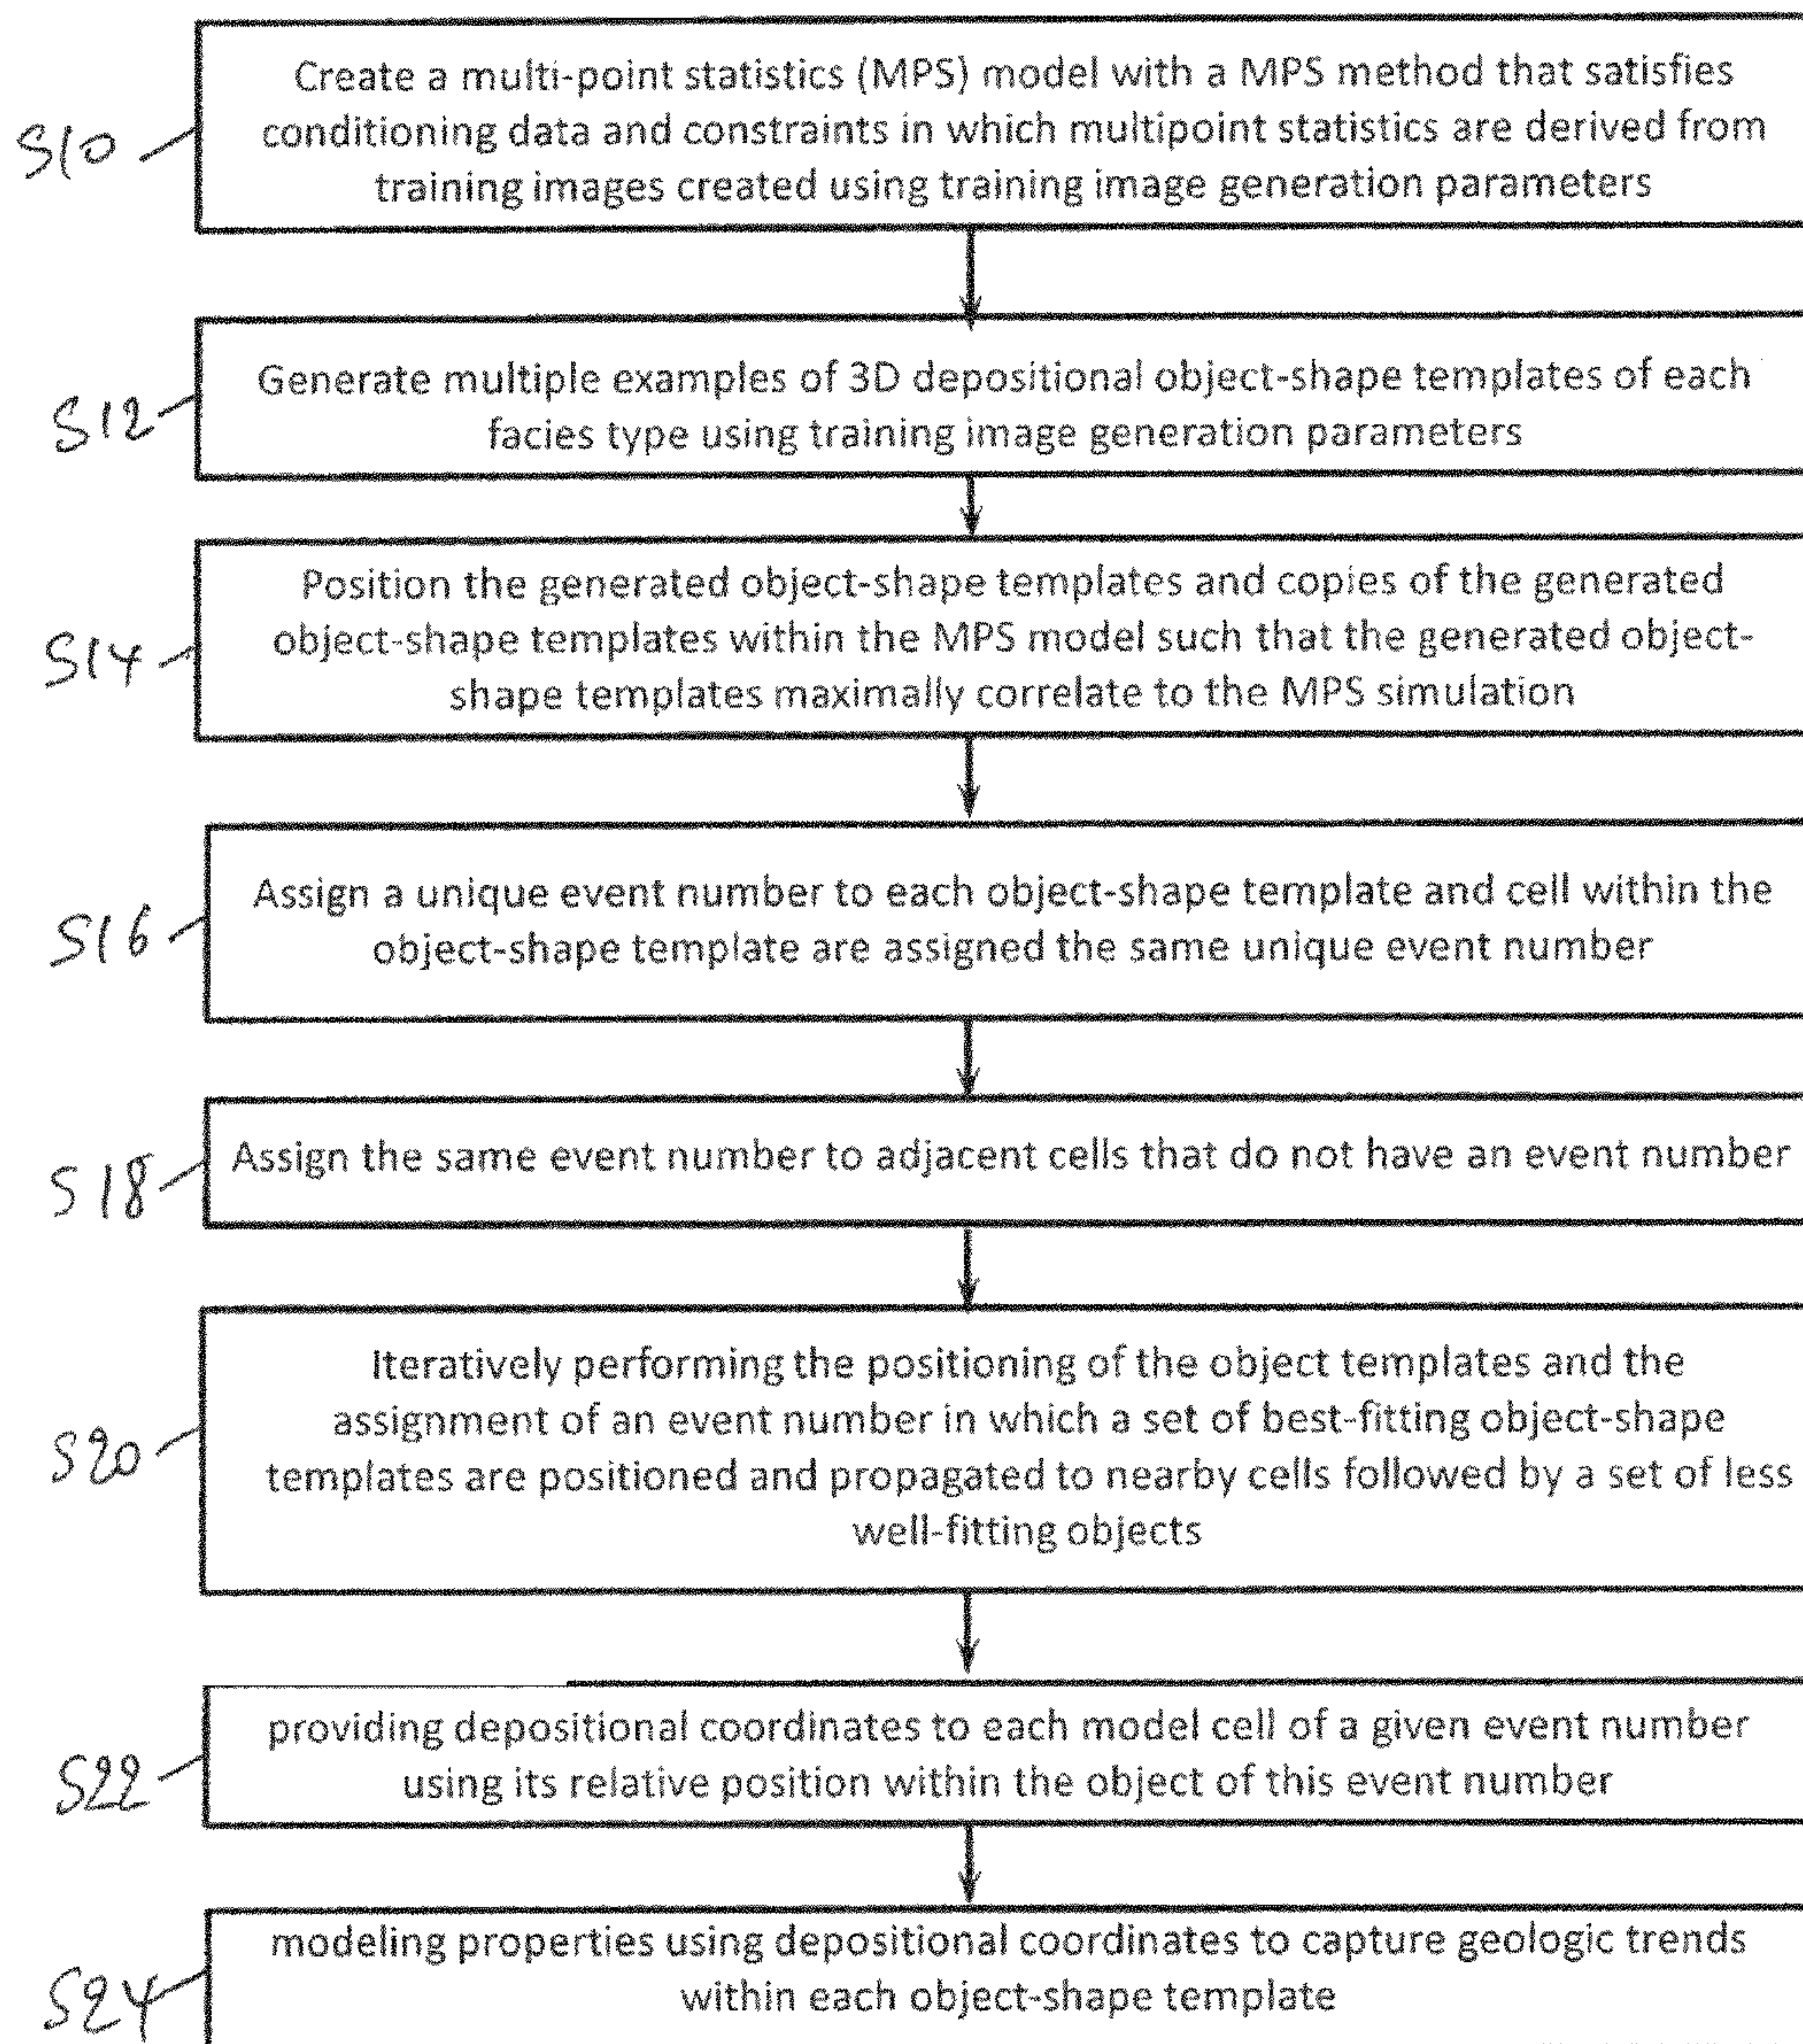 Create a multi-point statistics (MPS) model with a MPS method that satisfies
conditioning data and constraints in which multipoint statistics are derived from
training images created using training image generation parameters
S10
Generate multiple examples of 3D depositional object-shape templates of each
facies type using training image generation parameters
S12
Position the generated object-shape templates and copies of the generated
object-shape templates within the MPS model such that the generated object-
shape templates maximally correlate to the MPS simulation
S14
Assign a unique event number to each object-shape template and cell within the
object-shape template are assigned the same unique event number
S16
Assign the same event number to adjacent cells that do not have an event number
S18
Iteratively performing the positioning of the object templates and the
assignment of an event number in which a set of best-fitting object-shape
templates are positioned and propagated to nearby cells followed by a set of less
well-fitting objects
S20
providing depositional coordinates to each model cell of a given event number
using its relative position within the object of this event number
S22
modeling properties using depositional coordinates to capture geologic trends
within each object-shape template
S24